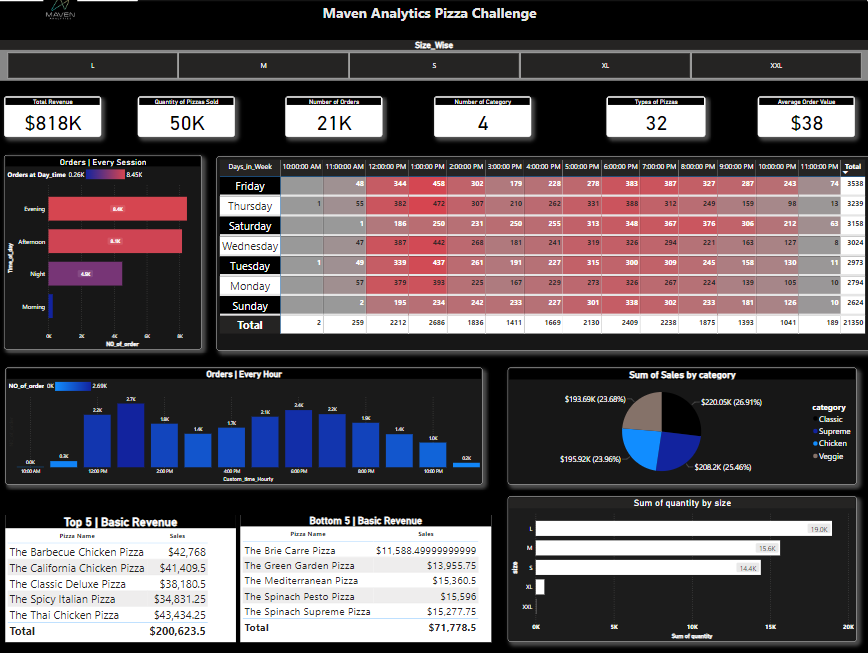 MAVEN
Maven Analytics Pizza Challenge
Size_Wise
L M S XL XXL
Total Revenue
$818K
Quantity of Pizzas Sold
50K
Number of Orders
21K
Number of Category
4
Types of Pizzas
32
Average Order Value
$38
Orders | Every Session
Orders at Day_time 0.26K 8.45K
Time_of_day
Evening 8.4K
Afternoon 8.1K
Night 4.5K
Morning
0K 2K 4K 6K 8K
NO_of_order
Days_in_Week 10:00:00 AM 11:00:00 AM 12:00:00 PM 1:00:00 PM 2:00:00 PM 3:00:00 PM 4:00:00 PM 5:00:00 PM 6:00:00 PM 7:00:00 PM 8:00:00 PM 9:00:00 PM 10:00:00 PM 11:00:00 PM Total
Friday 48 344 458 302 179 228 278 383 387 327 287 243 74 3538
Thursday 1 55 382 472 307 210 262 331 388 312 249 159 98 13 3239
Saturday 1 186 250 231 250 255 313 348 367 376 306 212 63 3158
Wednesday 47 387 442 268 181 241 319 326 294 221 163 127 8 3024
Tuesday 1 49 339 437 261 191 227 315 300 309 245 158 130 11 2973
Monday 57 379 393 225 167 229 273 326 267 224 139 105 10 2794
Sunday 2 195 234 242 233 227 301 338 302 233 181 126 10 2624
Total 2 259 2212 2686 1836 1411 1669 2130 2409 2238 1875 1393 1041 189 21350
Orders | Every Hour
NO_of_order 0K 2.69K
0.0K 0.3K 2.2K 2.7K 1.8K 1.4K 1.7K 2.1K 2.4K 2.2K 1.9K 1.4K 1.0K 0.2K
10:00 AM 12:00 PM 2:00 PM 4:00 PM 6:00 PM 8:00 PM 10:00 PM
Custom_time_Hourly
Sum of Sales by category
$193.69K (23.68%)
$220.05K (26.91%)
$195.92K (23.96%)
$208.2K (25.46%)
category
Classic
Supreme
Chicken
Veggie
Top 5 | Basic Revenue
Pizza Name Sales
The Barbecue Chicken Pizza $42,768
The California Chicken Pizza $41,409.5
The Classic Deluxe Pizza $38,180.5
The Spicy Italian Pizza $34,831.25
The Thai Chicken Pizza $43,434.25
Total $200,623.5
Bottom 5 | Basic Revenue
Pizza Name Sales
The Brie Carre Pizza $11,588.49999999999
The Green Garden Pizza $13,955.75
The Mediterranean Pizza $15,360.5
The Spinach Pesto Pizza $15,596
The Spinach Supreme Pizza $15,277.75
Total $71,778.5
Sum of quantity by size
size
L 19.0K
M 15.6K
S 14.4K
XL
XXL
0K 5K 10K 15K 20K
Sum of quantity